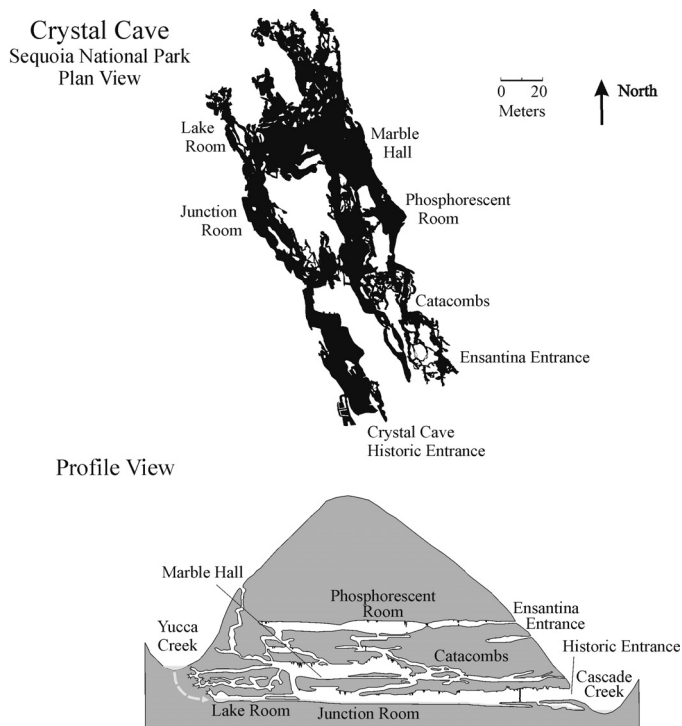 Crystal Cave
Sequoia National Park
Plan View
0 20
Meters
North
Lake
Room
Marble
Hall
Junction
Room
Phosphorescent
Room
Catacombs
Ensantina Entrance
Crystal Cave
Historic Entrance
Profile View
Marble Hall
Phosphorescent
Room
Ensantina
Entrance
Yucca
Creek
Catacombs
Historic Entrance
Cascade
Creek
Lake Room
Junction Room